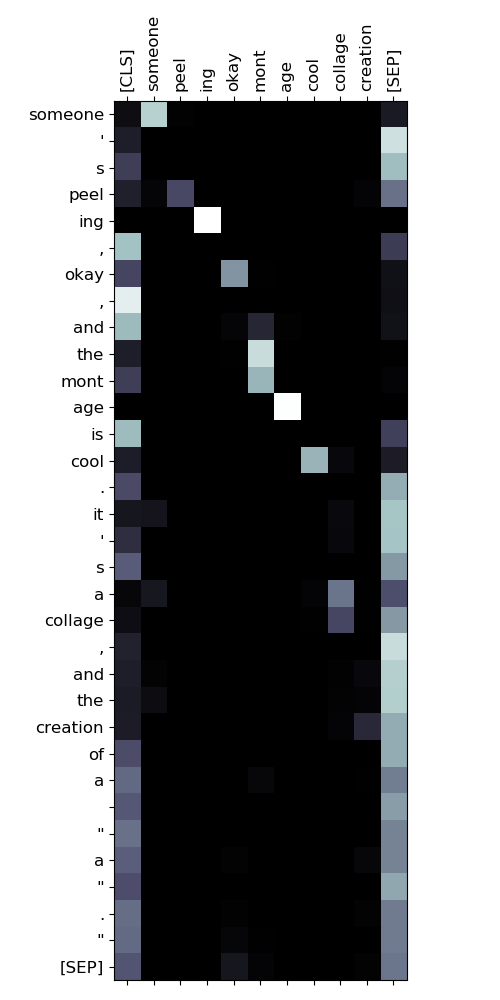 [CLS]
someone
peel
ing
okay
mont
age
cool
collage
creation
[SEP]
someone
'
s
peel
ing
,
okay
,
and
the
mont
age
is
cool
.
it
'
s
a
collage
,
and
the
creation
of
a
"
a
"
.
"
[SEP]